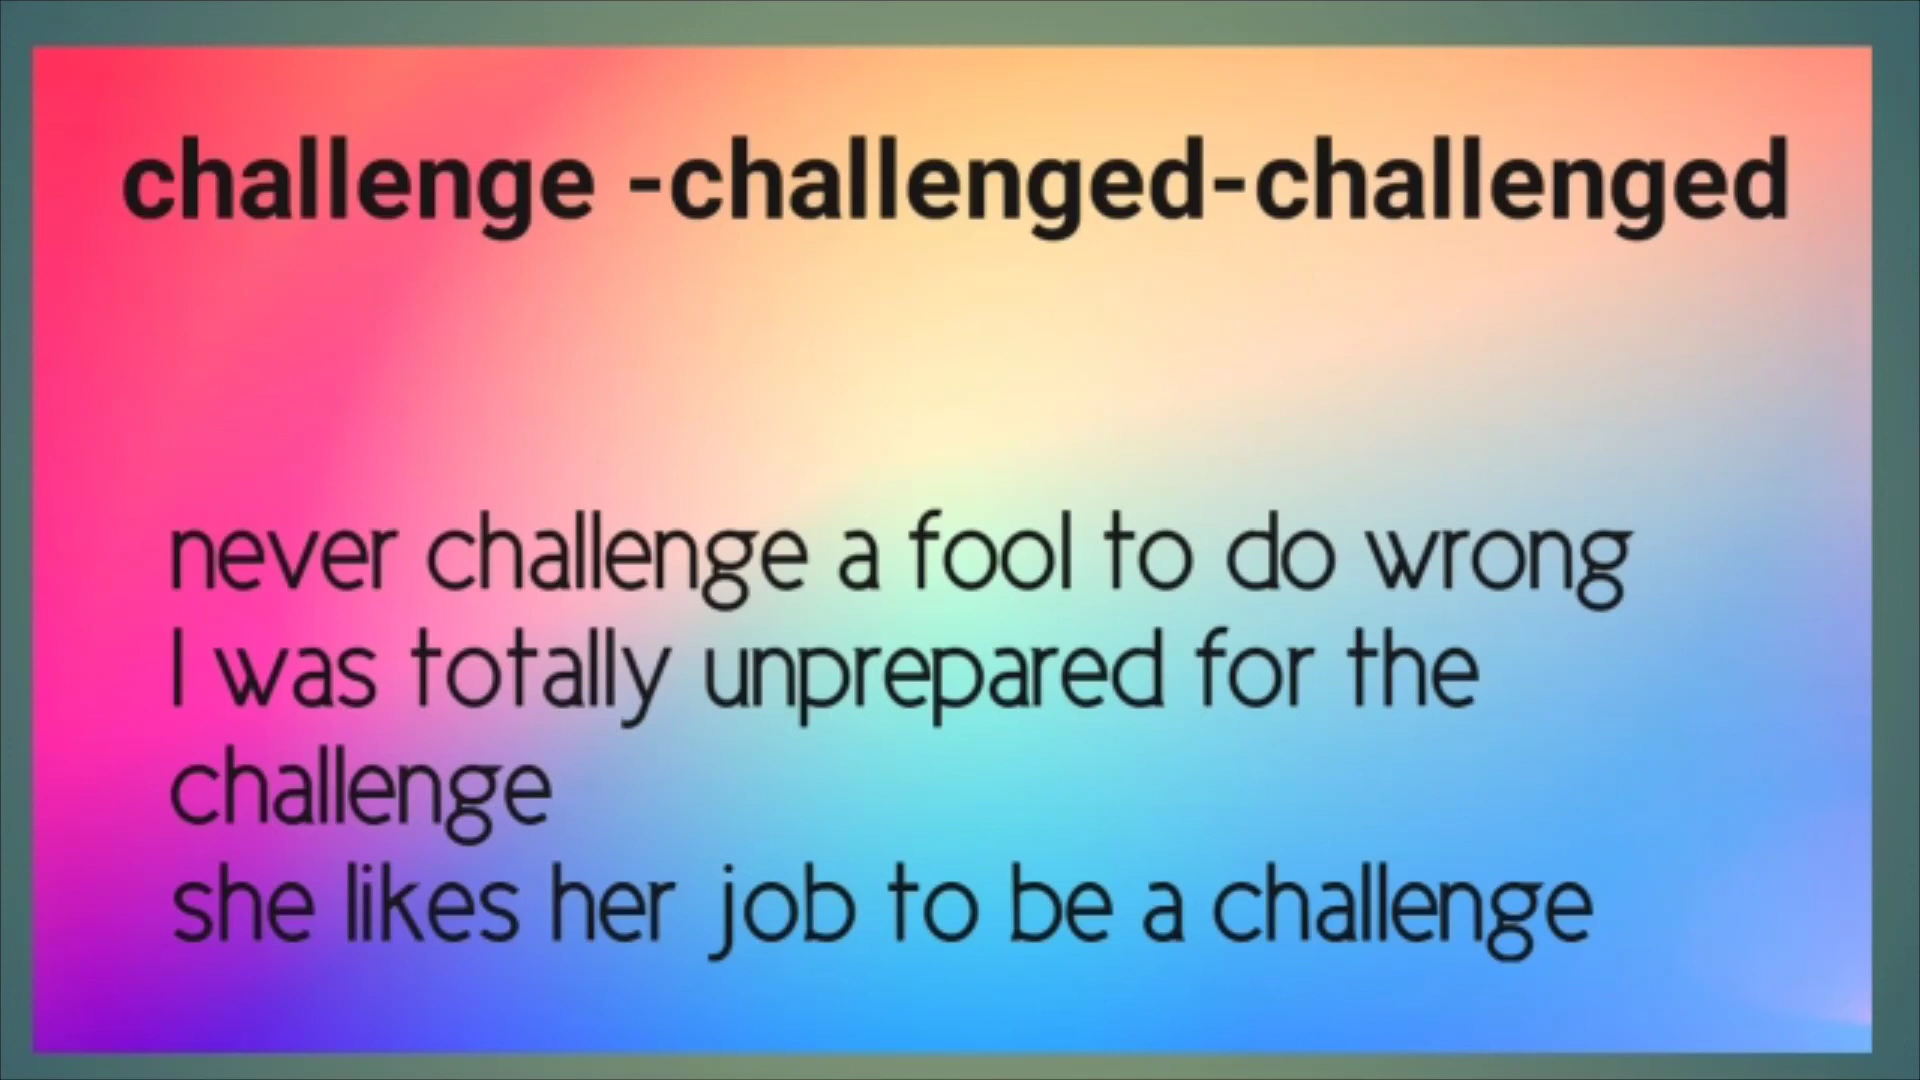 challenge -challenged-challenged
never challenge a fool to do wrong
I was totally unprepared for the
challenge
she likes her job to be a challenge